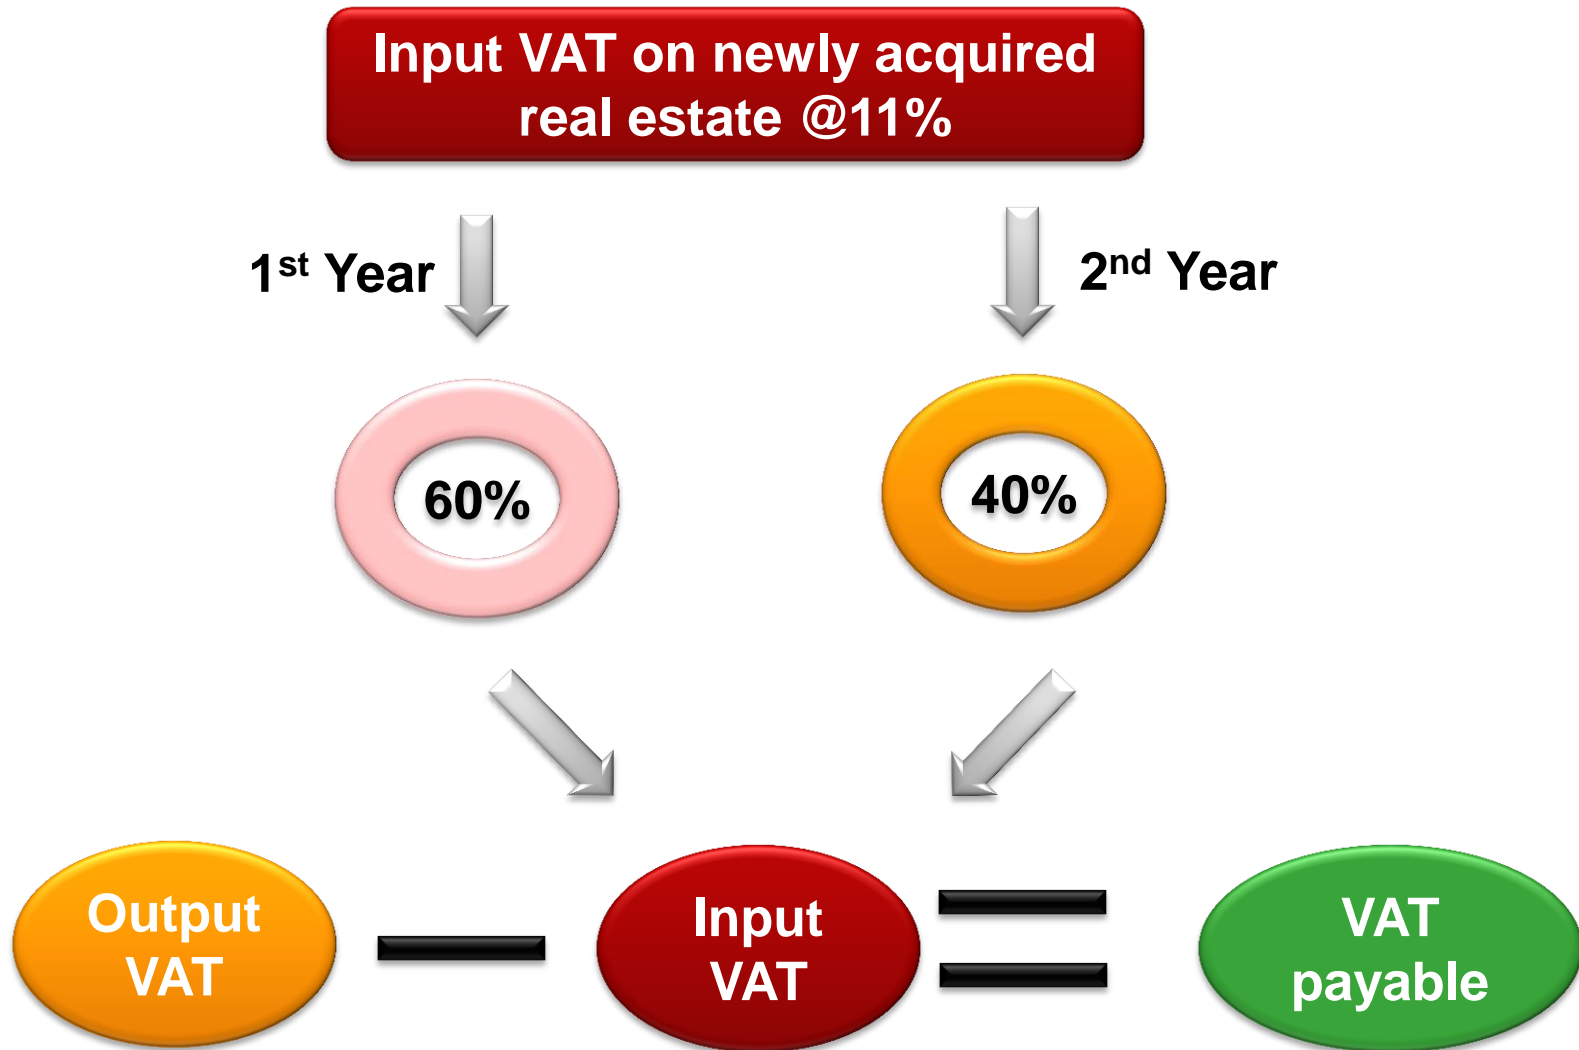 Input VAT on newly acquired
real estate @11%
1st Year
2nd Year
60%
40%
Output
VAT
Input
VAT
VAT
payable